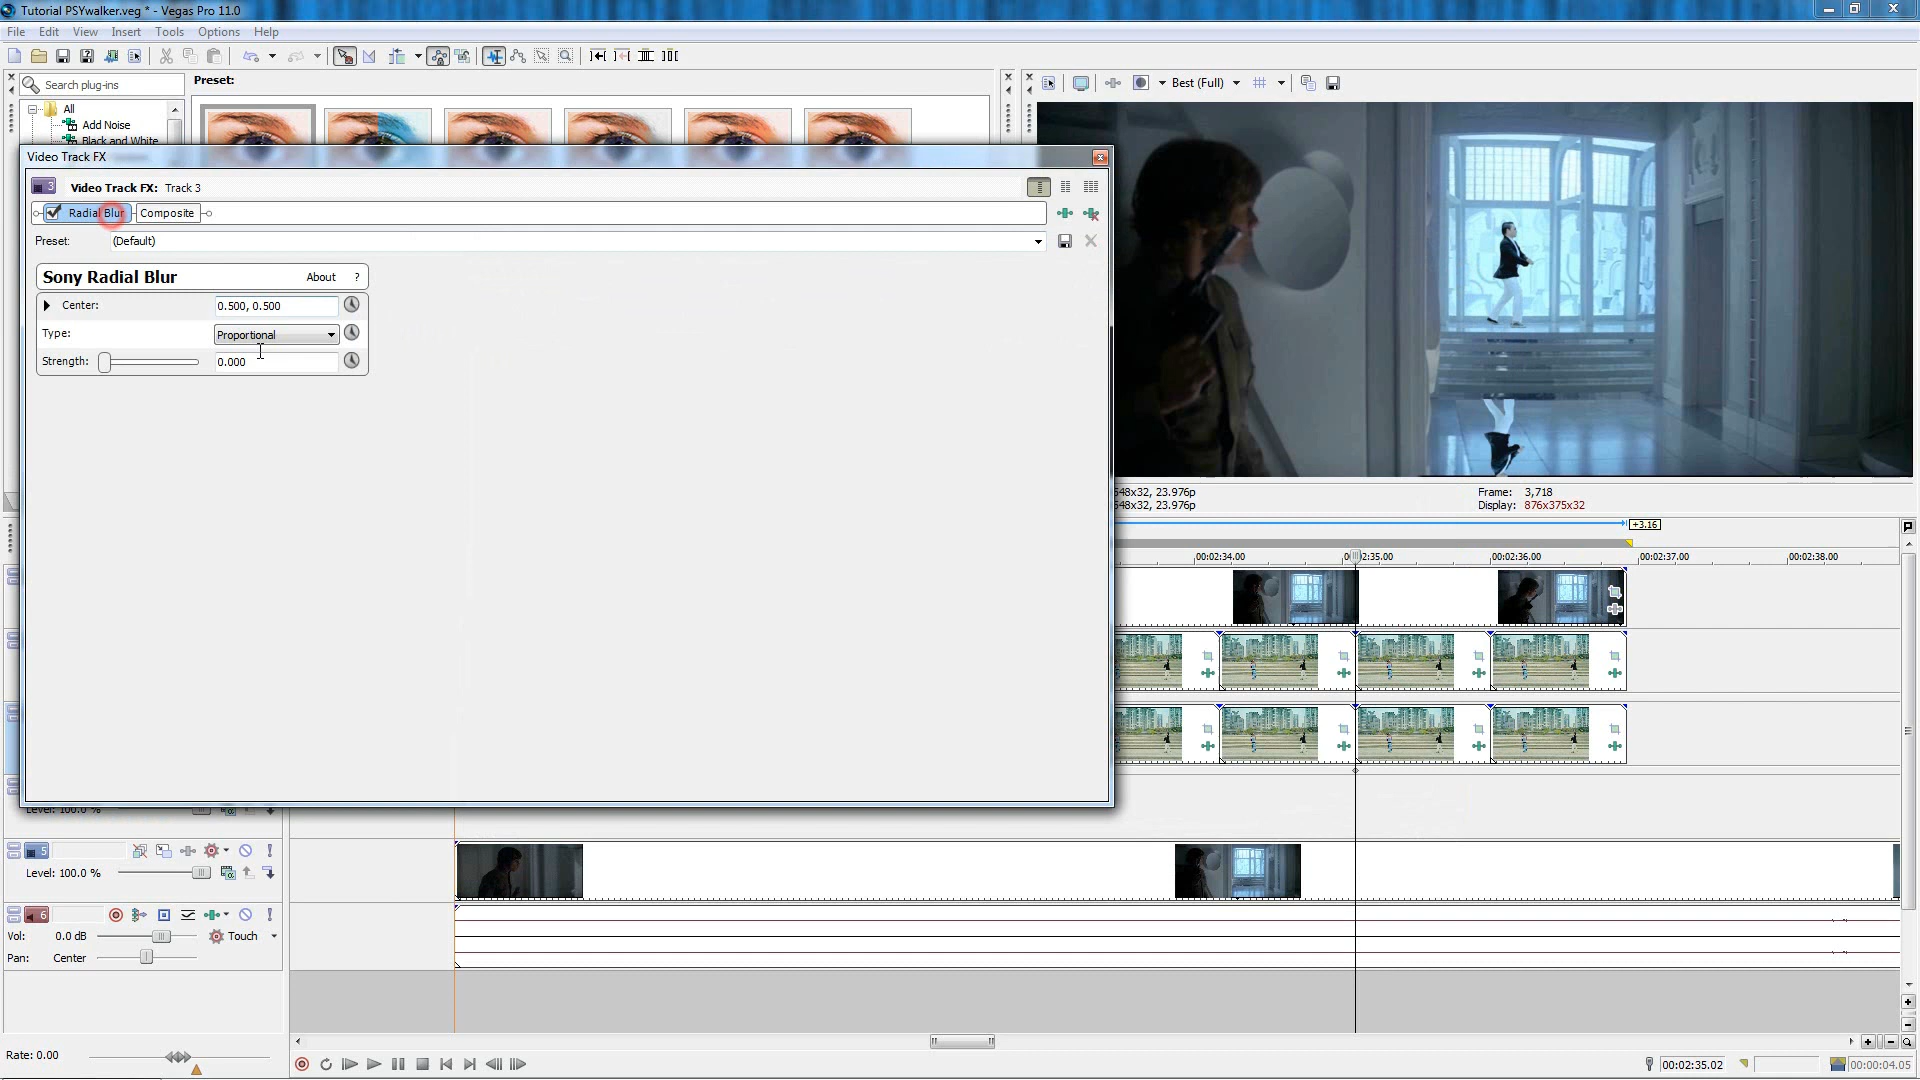 Tutorial PSYwalker.veg * - Vegas Pro 11.0
File Edit View Insert Tools Options Help
Search plug-ins
Preset:
Best (Full)
All
Add Noise
Black and White
Video Track FX
3 Video Track FX: Track 3
Radial Blur Composite
Preset: (Default)
Sony Radial Blur About ?
Center: 0.500, 0.500
Type: Proportional
Strength: 0.000
548x32, 23.976p
548x32, 23.976p
Frame: 3,718
Display: 876x375x32
+3.16
00:02:34.00 0 2:35.00 00:02:36.00 00:02:37.00 00:02:38.00
Level: 100.0 %
5
Level: 100.0 %
6
Vol: 0.0 dB Touch
Pan: Center
Rate: 0.00
00:02:35.02
00:00:04.05